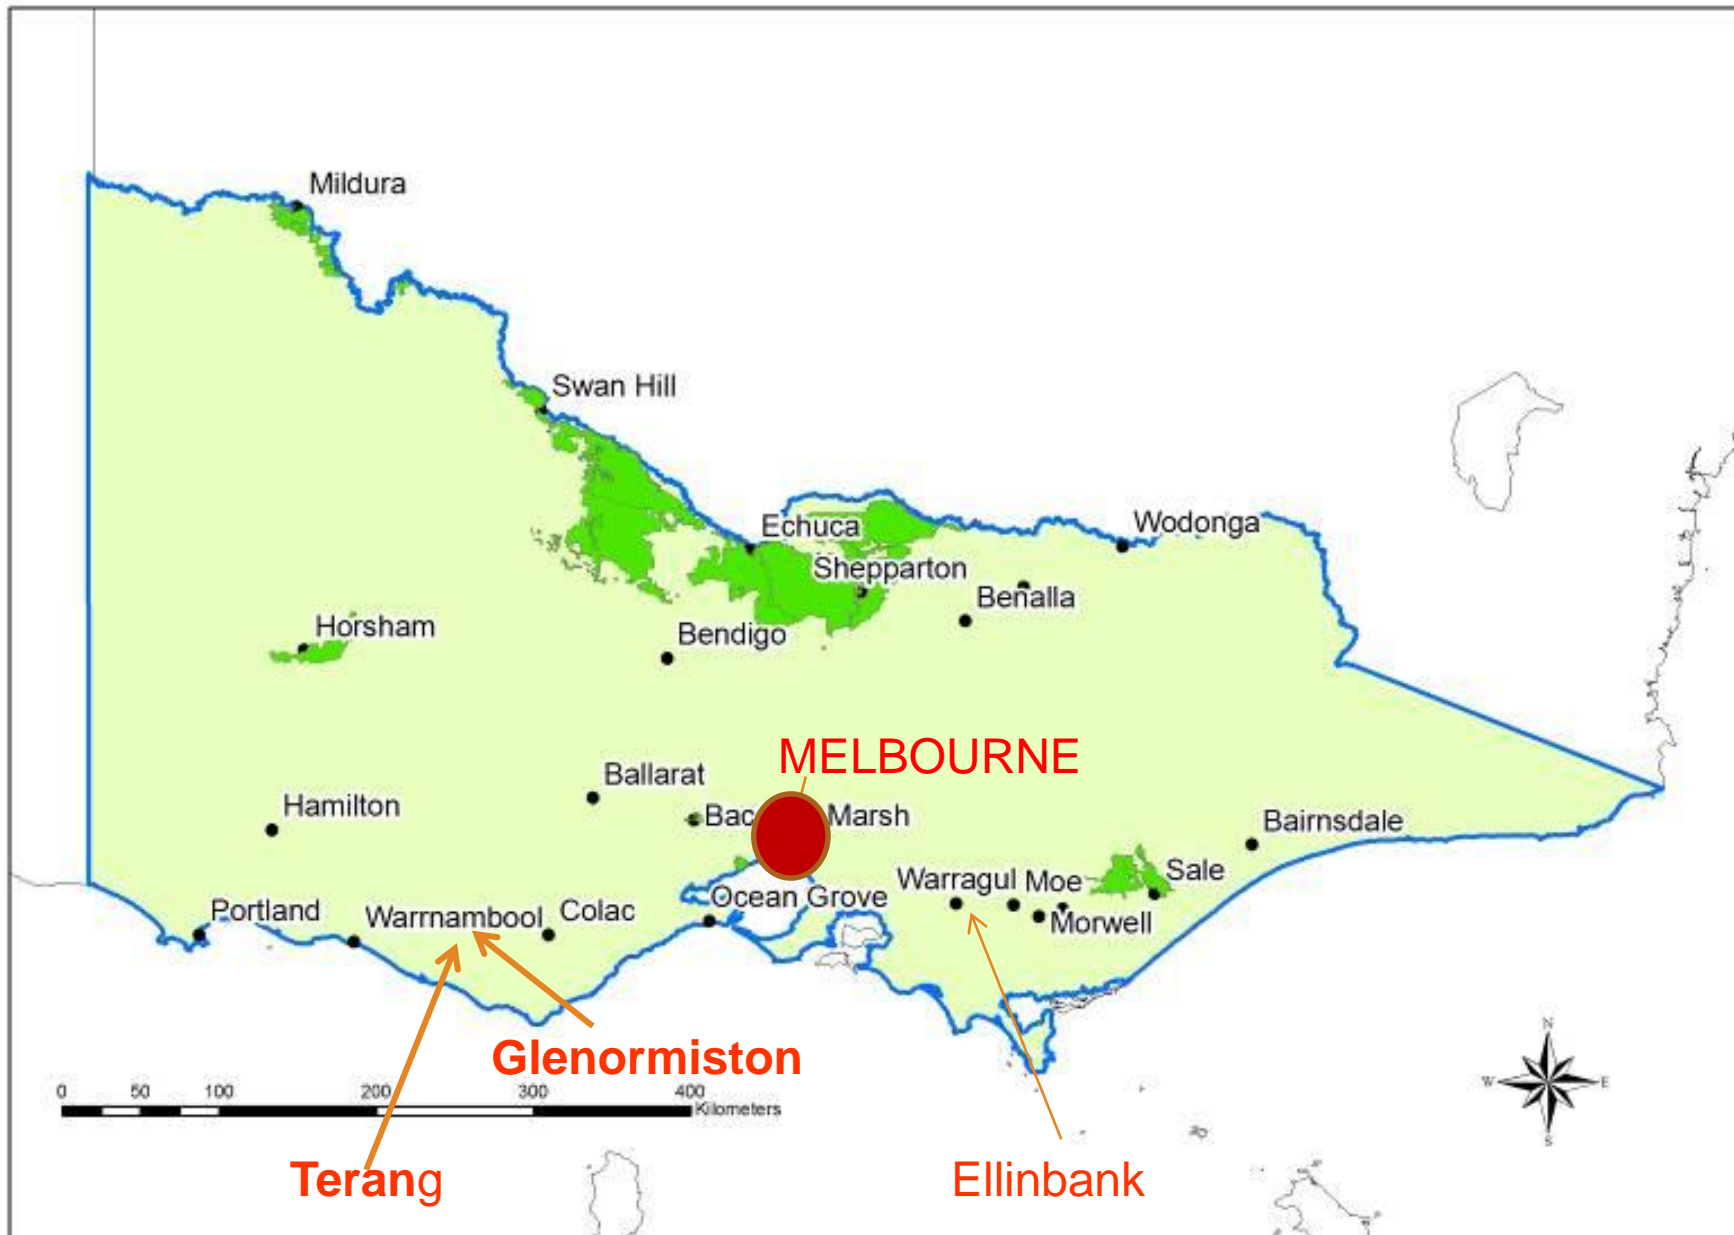 Mildura
Swan Hill
Echuca
Wodonga
Shepparton
Benalla
Horsham
Bendigo
MELBOURNE
Ballarat
Hamilton
Bac Marsh
Bairnsdale
Warragul Moe
Sale
Ocean Grove
Portland
Warrnambool
Colac
Morwell
Glenormiston
N
W E
S
0 50 100 200 300 400
Kilometers
Terang
Ellinbank